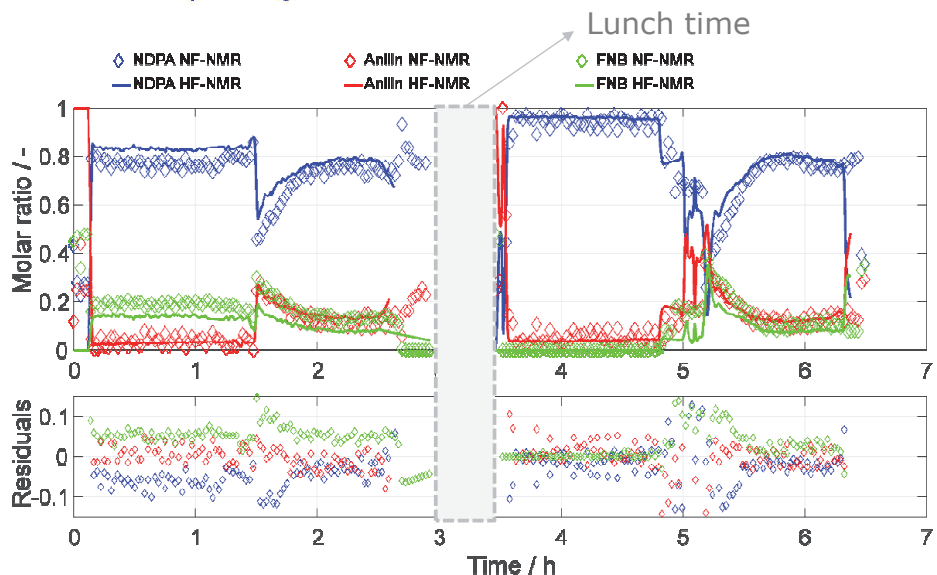 Lunch time
NDPA NF-NMR Anilin NF-NMR FNB NF-NMR
NDPA HF-NMR Anilin HF-NMR FNB HF-NMR
Molar ratio / -
1
0.8
0.6
0.4
0.2
0
0 1 2 3 4 5 6 7
Residuals
0.1
0
-0.1
0 1 2 3 4 5 6 7
Time / h